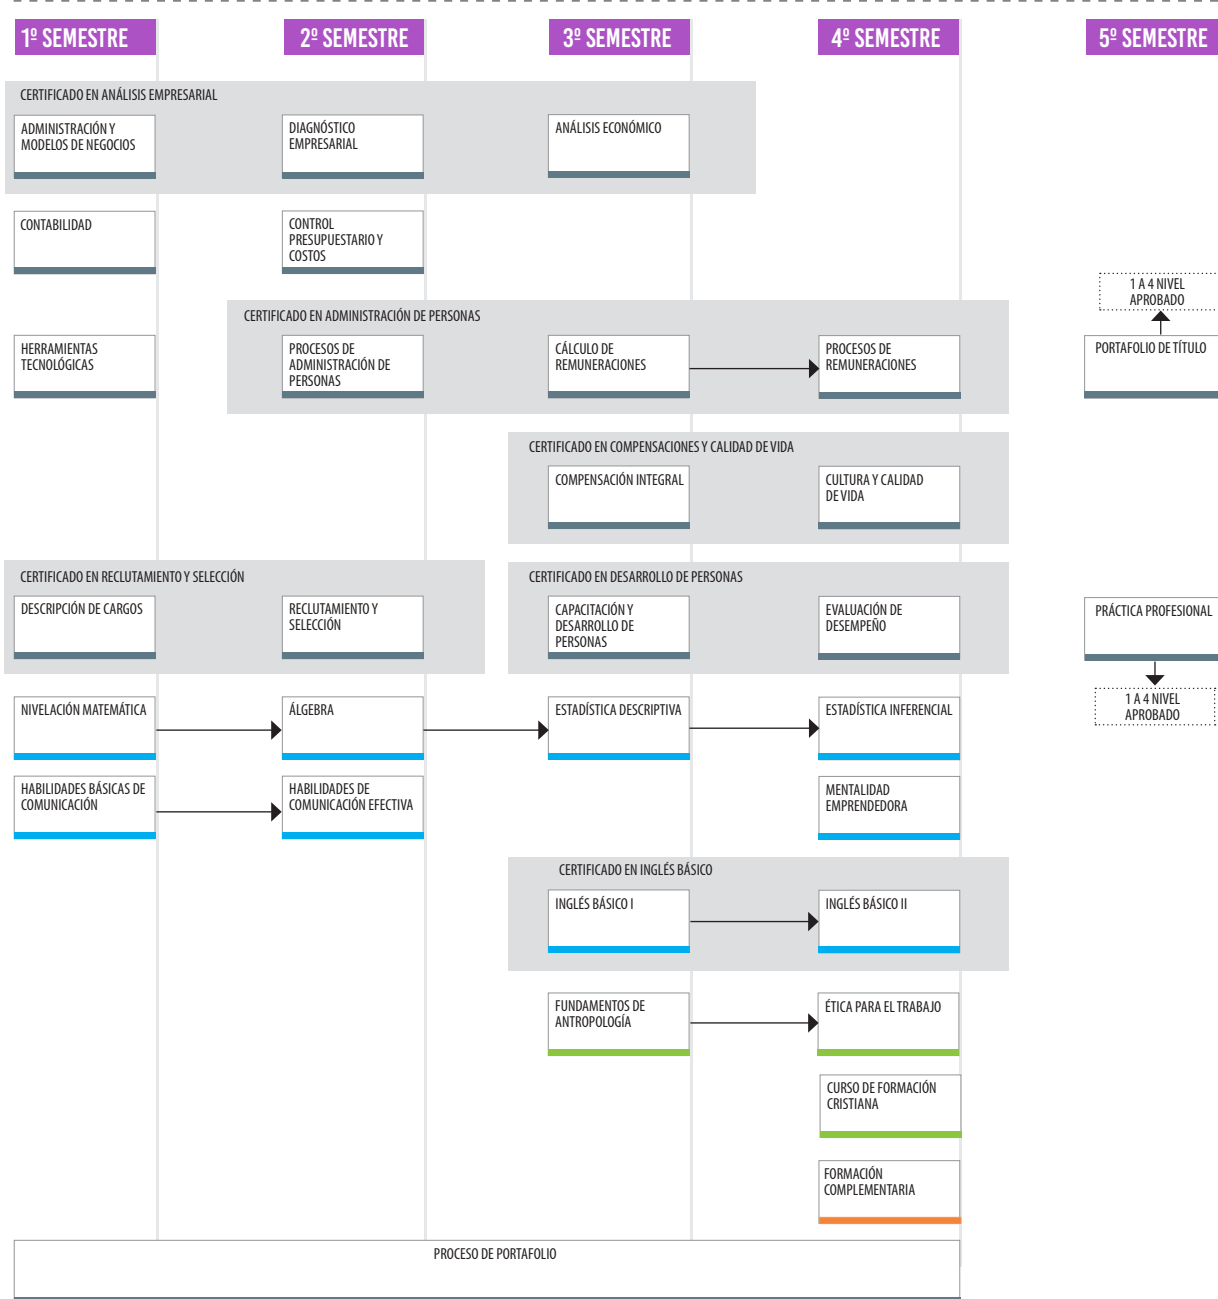 1º SEMESTRE
2º SEMESTRE
3º SEMESTRE
4º SEMESTRE
5º SEMESTRE
CERTIFICADO EN ANÁLISIS EMPRESARIAL
ADMINISTRACIÓN Y
MODELOS DE NEGOCIOS
DIAGNÓSTICO
EMPRESARIAL
ANÁLISIS ECONÓMICO
CONTABILIDAD
CONTROL
PRESUPUESTARIO Y
COSTOS
1 A 4 NIVEL
APROBADO
CERTIFICADO EN ADMINISTRACIÓN DE PERSONAS
HERRAMIENTAS
TECNOLÓGICAS
PROCESOS DE
ADMINISTRACIÓN DE
PERSONAS
CÁLCULO DE
REMUNERACIONES
PROCESOS DE
REMUNERACIONES
PORTAFOLIO DE TÍTULO
CERTIFICADO EN COMPENSACIONES Y CALIDAD DE VIDA
COMPENSACIÓN INTEGRAL
CULTURA Y CALIDAD
DE VIDA
CERTIFICADO EN RECLUTAMIENTO Y SELECCIÓN
CERTIFICADO EN DESARROLLO DE PERSONAS
DESCRIPCIÓN DE CARGOS
RECLUTAMIENTO Y
SELECCIÓN
CAPACITACIÓN Y
DESARROLLO DE
PERSONAS
EVALUACIÓN DE
DESEMPEÑO
PRÁCTICA PROFESIONAL
1 A 4 NIVEL
APROBADO
NIVELACIÓN MATEMÁTICA
ÁLGEBRA
ESTADÍSTICA DESCRIPTIVA
ESTADÍSTICA INFERENCIAL
HABILIDADES BÁSICAS DE
COMUNICACIÓN
HABILIDADES DE
COMUNICACIÓN EFECTIVA
MENTALIDAD
EMPRENDEDORA
CERTIFICADO EN INGLÉS BÁSICO
INGLÉS BÁSICO I
INGLÉS BÁSICO II
FUNDAMENTOS DE
ANTROPOLOGÍA
ÉTICA PARA EL TRABAJO
CURSO DE FORMACIÓN
CRISTIANA
FORMACIÓN
COMPLEMENTARIA
PROCESO DE PORTAFOLIO